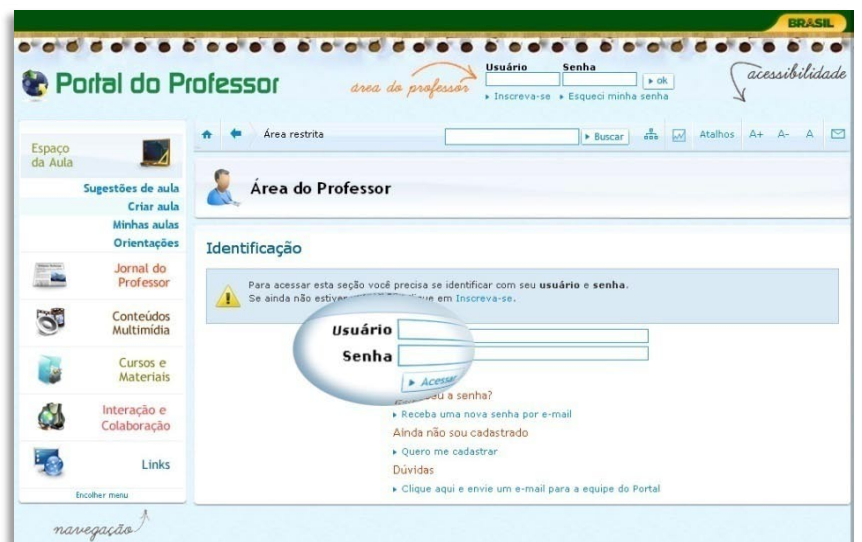 BRASIL
Portal do Professor
área do professor
Usuário Senha
ok
Inscreva-se Esqueci minha senha
acessibilidade
Área restrita
Buscar
Atalhos A+ A- A
Espaço
da Aula
Sugestões de aula
Criar aula
Minhas aulas
Orientações
Jornal do
Professor
Conteúdos
Multimídia
Cursos e
Materiais
Interação e
Colaboração
Links
Encolher menu
navegação
Área do Professor
Identificação
Para acessar esta seção você precisa se identificar com seu usuário e senha.
Se ainda não estiver clique em Inscreva-se.
Usuário
Senha
Acessar
a senha?
Receba uma nova senha por e-mail
Ainda não sou cadastrado
Quero me cadastrar
Dúvidas
Clique aqui e envie um e-mail para a equipe do Portal